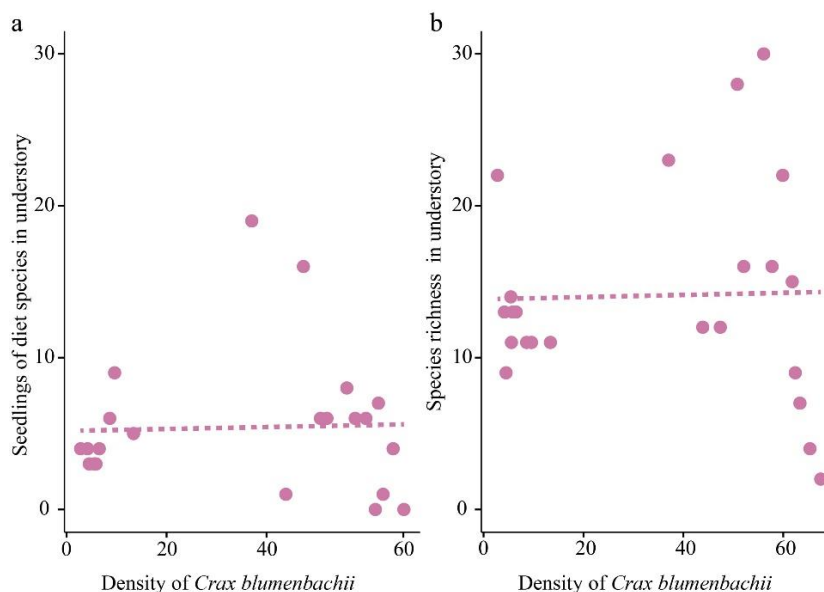 a
b
30
20
10
0
Seedlings of diet species in understory
0
20
40
60
Density of Crax blumenbachii
30
20
10
0
Species richness in understory
0
20
40
60
Density of Crax blumenbachii